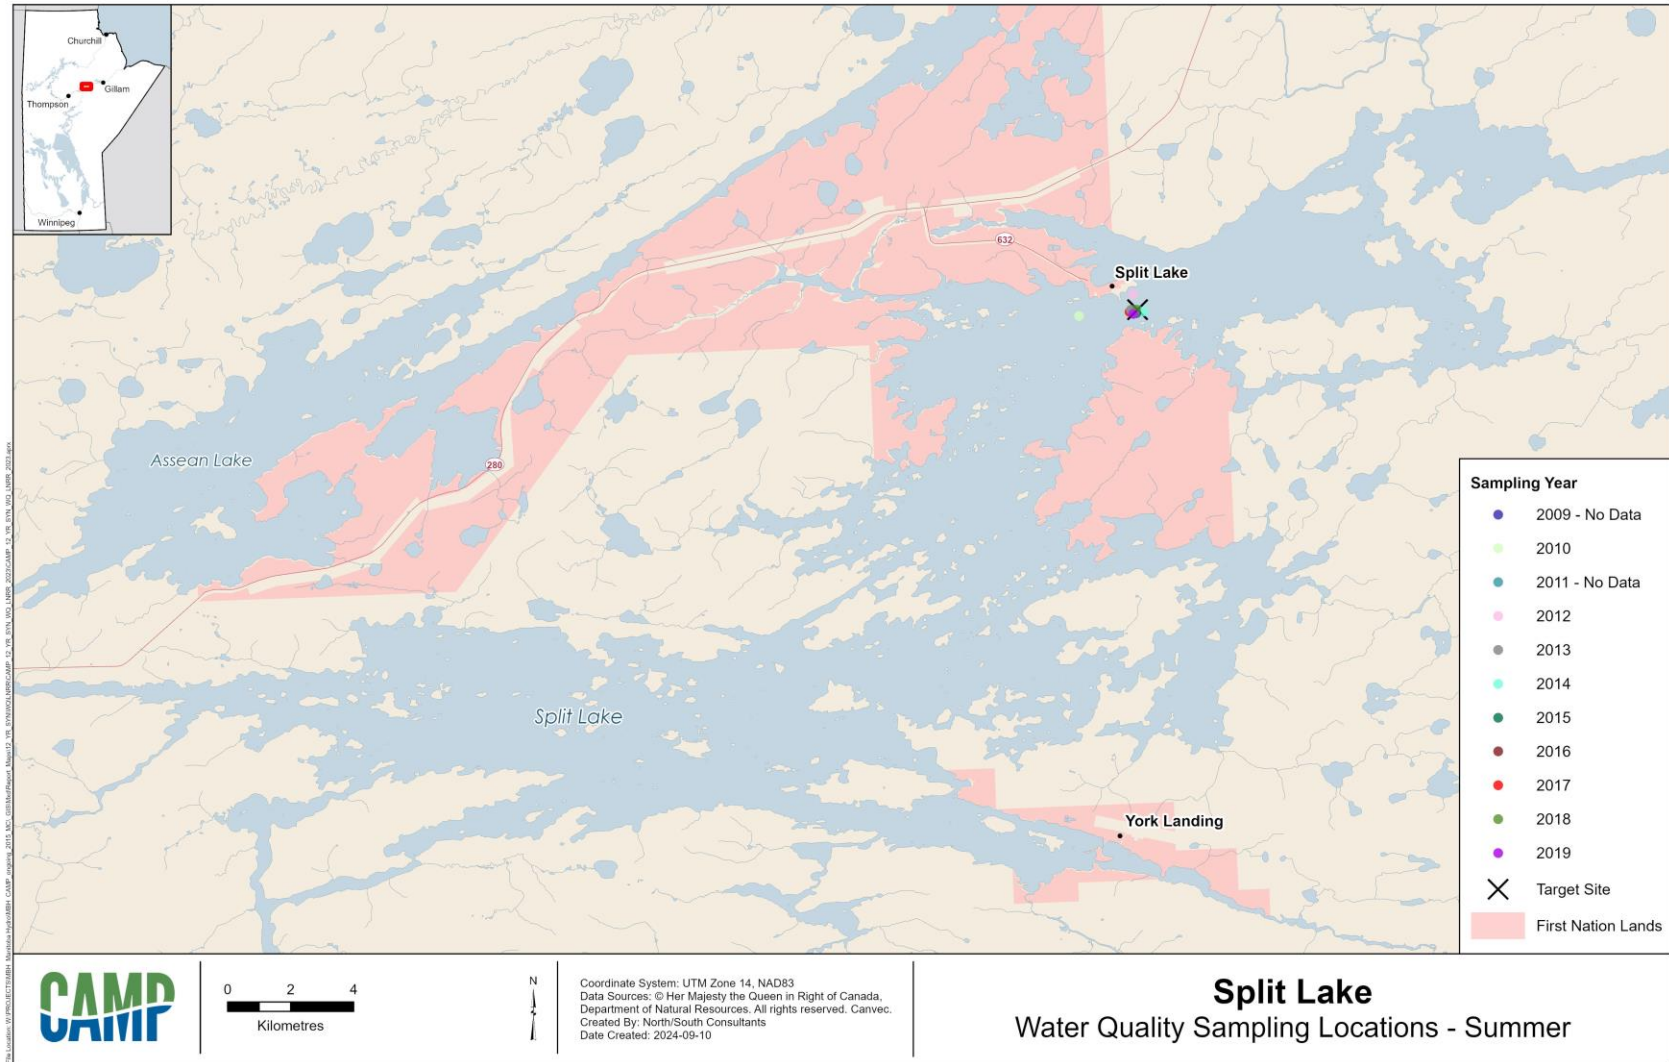 Churchill
Gillam
Thompson
Winnipeg
632
Split Lake
280
Assean Lake
Split Lake
York Landing
Sampling Year
2009 - No Data
2010
2011 - No Data
2012
2013
2014
2015
2016
2017
2018
2019
Target Site
First Nation Lands
CAMP
0 2 4
Kilometres
N
Coordinate System: UTM Zone 14, NAD83
Data Sources: © Her Majesty the Queen in Right of Canada,
Department of Natural Resources. All rights reserved. Canvec.
Created By: North/South Consultants
Date Created: 2024-09-10
Split Lake
Water Quality Sampling Locations - Summer